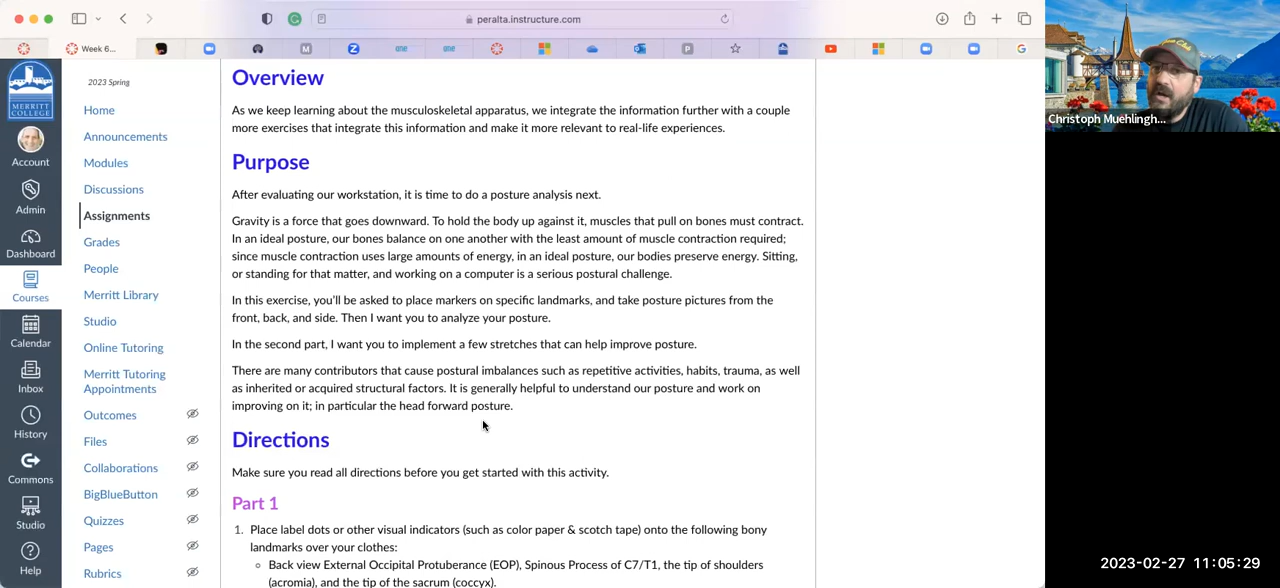 peralta.instructure.com
Week 6...
one
one
MERRITT
COLLEGE
Account
Admin
Dashboard
Courses
Calendar
Inbox
History
Commons
Studio
Help
2023 Spring
Home
Announcements
Modules
Discussions
Assignments
Grades
People
Merritt Library
Studio
Online Tutoring
Merritt Tutoring
Appointments
Outcomes
Files
Collaborations
BigBlueButton
Quizzes
Pages
Rubrics
Overview
As we keep learning about the musculoskeletal apparatus, we integrate the information further with a couple
more exercises that integrate this information and make it more relevant to real-life experiences.
Purpose
After evaluating our workstation, it is time to do a posture analysis next.
Gravity is a force that goes downward. To hold the body up against it, muscles that pull on bones must contract.
In an ideal posture, our bones balance on one another with the least amount of muscle contraction required;
since muscle contraction uses large amounts of energy, in an ideal posture, our bodies preserve energy. Sitting,
or standing for that matter, and working on a computer is a serious postural challenge.
In this exercise, you'll be asked to place markers on specific landmarks, and take posture pictures from the
front, back, and side. Then I want you to analyze your posture.
In the second part, I want you to implement a few stretches that can help improve posture.
There are many contributors that cause postural imbalances such as repetitive activities, habits, trauma, as well
as inherited or acquired structural factors. It is generally helpful to understand our posture and work on
improving on it; in particular the head forward posture.
Directions
Make sure you read all directions before you get started with this activity.
Part 1
1. Place label dots or other visual indicators (such as color paper & scotch tape) onto the following bony
landmarks over your clothes:
Back view External Occipital Protuberance (EOP), Spinous Process of C7/T1, the tip of shoulders
(acromia), and the tip of the sacrum (coccyx).
Christoph Muehlingh...
2023-02-27 11:05:29